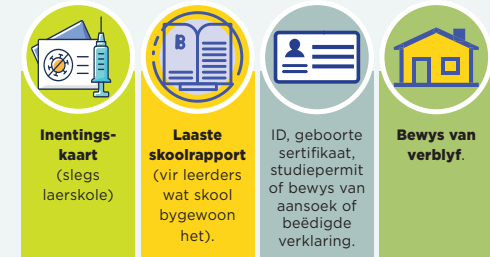 B
Inentings-
kaart
(slegs
laerskole)
Laaste
skoolrapport
(vir leerders
wat skool
bygewoon
het).
ID, geboorte
sertifikaat,
studiepermit
of bewys van
aansoek of
beëdigde
verklaring.
Bewys van
verblyf.